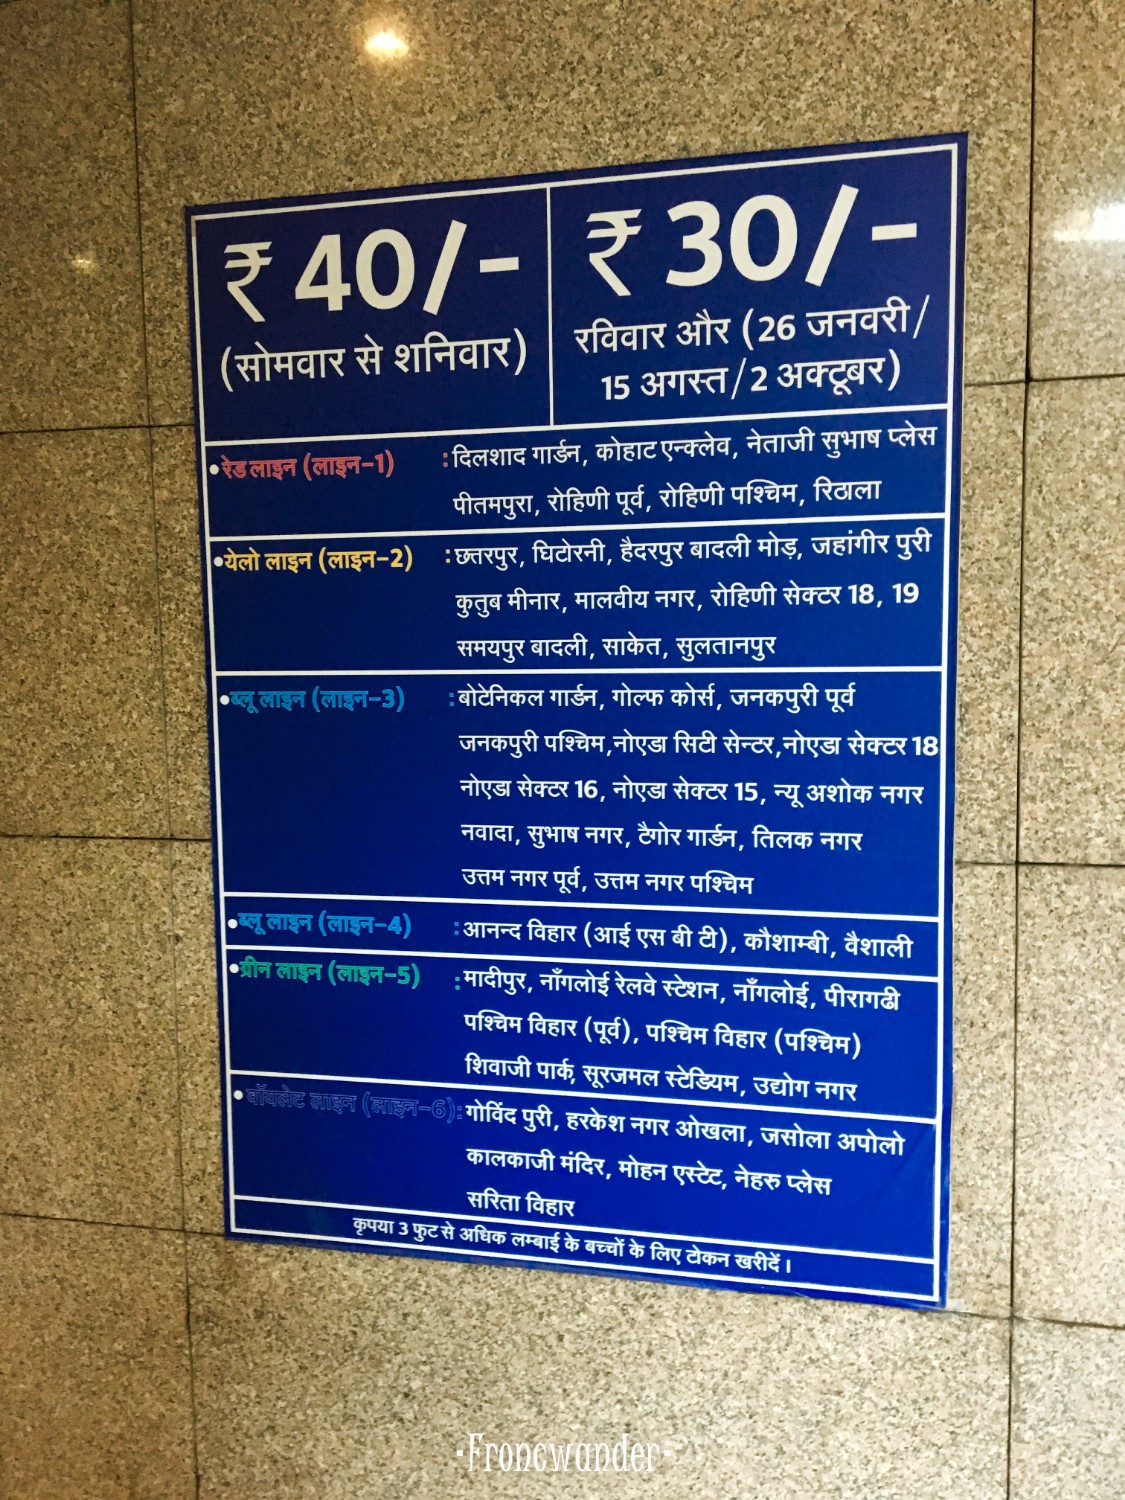 ₹ 40/-
(सोमवार से शनिवार)
₹ 30/-
रविवार और (26 जनवरी/
15 अगस्त/2 अक्टूबर)
•रेड लाइन (लाइन-1) :दिलशाद गार्डन, कोहाट एन्क्लेव, नेताजी सुभाष प्लेस
पीतमपुरा, रोहिणी पूर्व, रोहिणी पश्चिम, रिठाला
•येलो लाइन (लाइन-2) :छत्तरपुर, घिटोरनी, हैदरपुर बादली मोड़, जहांगीर पुरी
कुतुब मीनार, मालवीय नगर, रोहिणी सेक्टर 18, 19
समयपुर बादली, साकेत, सुलतानपुर
•ब्लू लाइन (लाइन-3) :बोटेनिकल गार्डन, गोल्फ कोर्स, जनकपुरी पूर्व
जनकपुरी पश्चिम,नोएडा सिटी सेन्टर,नोएडा सेक्टर 18
नोएडा सेक्टर 16, नोएडा सेक्टर 15, न्यू अशोक नगर
नवादा, सुभाष नगर, टैगोर गार्डन, तिलक नगर
उत्तम नगर पूर्व, उत्तम नगर पश्चिम
•ब्लू लाइन (लाइन-4) :आनन्द विहार (आई एस बी टी), कौशाम्बी, वैशाली
•ग्रीन लाइन (लाइन-5) :मादीपुर, नाँगलोई रेलवे स्टेशन, नाँगलोई, पीरागढी
पश्चिम विहार (पूर्व), पश्चिम विहार (पश्चिम)
शिवाजी पार्क, सूरजमल स्टेडियम, उद्योग नगर
•वॉयलेट लाइन (लाइन-6):गोविंद पुरी, हरकेश नगर ओखला, जसोला अपोलो
कालकाजी मंदिर, मोहन एस्टेट, नेहरु प्लेस
सरिता विहार
कृपया 3 फुट से अधिक लम्बाई के बच्चों के लिए टोकन खरीदें।
·Froncwander·